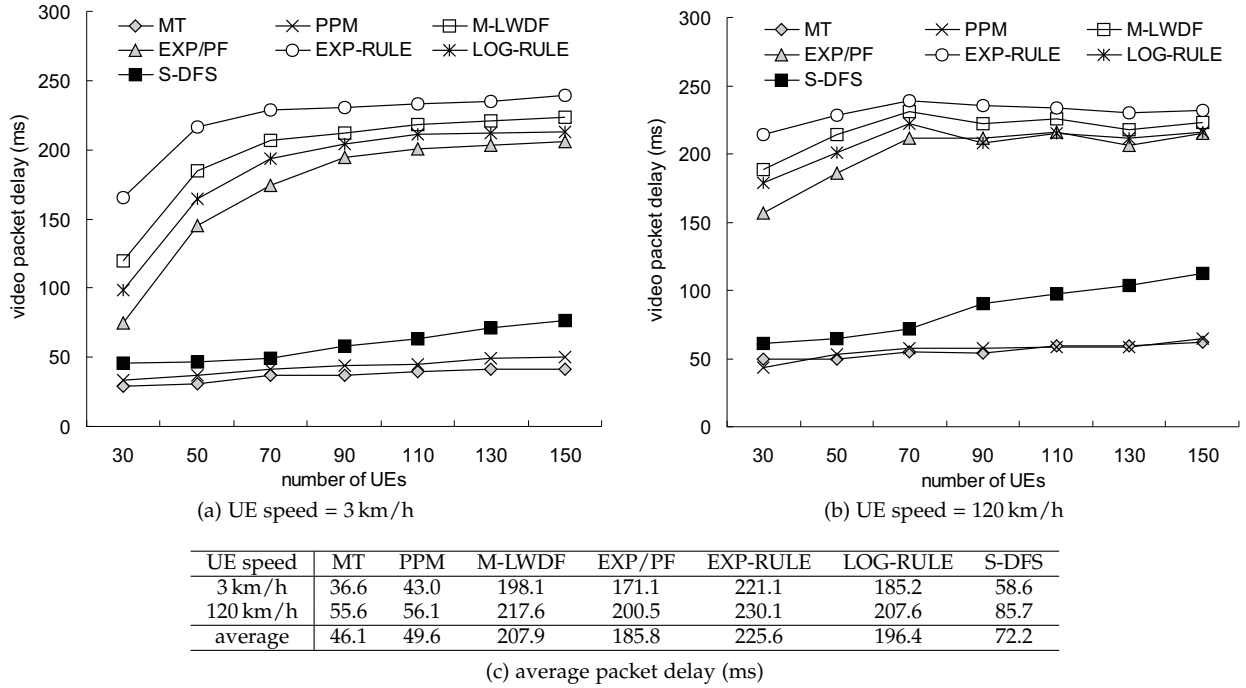 MT PPM M-LWDF
EXP/PF EXP-RULE LOG-RULE
S-DFS
video packet delay (ms)
300
250
200
150
100
50
0
30 50 70 90 110 130 150
number of UEs
(a) UE speed = 3 km/h
MT PPM M-LWDF
EXP/PF EXP-RULE LOG-RULE
S-DFS
video packet delay (ms)
300
250
200
150
100
50
0
30 50 70 90 110 130 150
number of UEs
(b) UE speed = 120 km/h
UE speed MT PPM M-LWDF EXP/PF EXP-RULE LOG-RULE S-DFS
3 km/h 36.6 43.0 198.1 171.1 221.1 185.2 58.6
120 km/h 55.6 56.1 217.6 200.5 230.1 207.6 85.7
average 46.1 49.6 207.9 185.8 225.6 196.4 72.2
(c) average packet delay (ms)